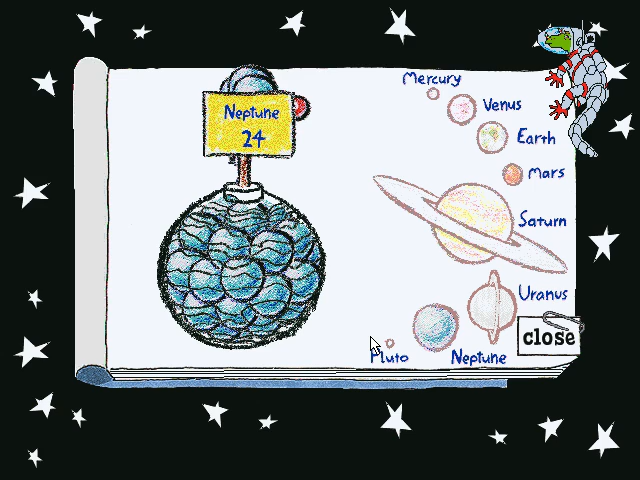 Neptune
24
Mercury
Venus
Earth
Mars
Saturn
Uranus
close
Pluto
Neptune